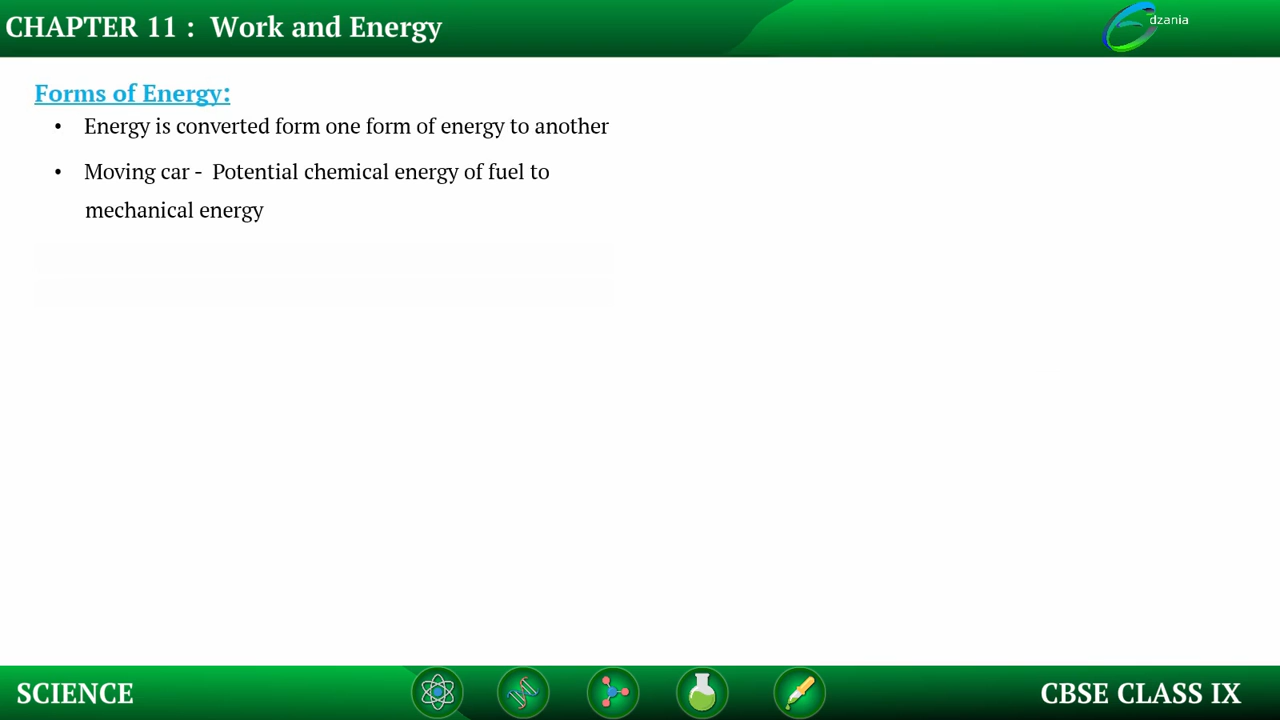 CHAPTER 11 : Work and Energy
dzania
Forms of Energy:
• Energy is converted form one form of energy to another
• Moving car - Potential chemical energy of fuel to
mechanical energy
SCIENCE
CBSE CLASS IX